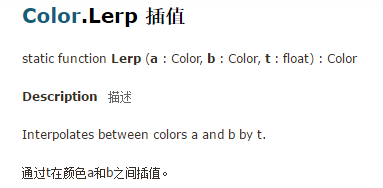 Color.Lerp 插值
static function Lerp (a : Color, b : Color, t : float) : Color
Description 描述
Interpolates between colors a and b by t.
通过t在颜色a和b之间插值。